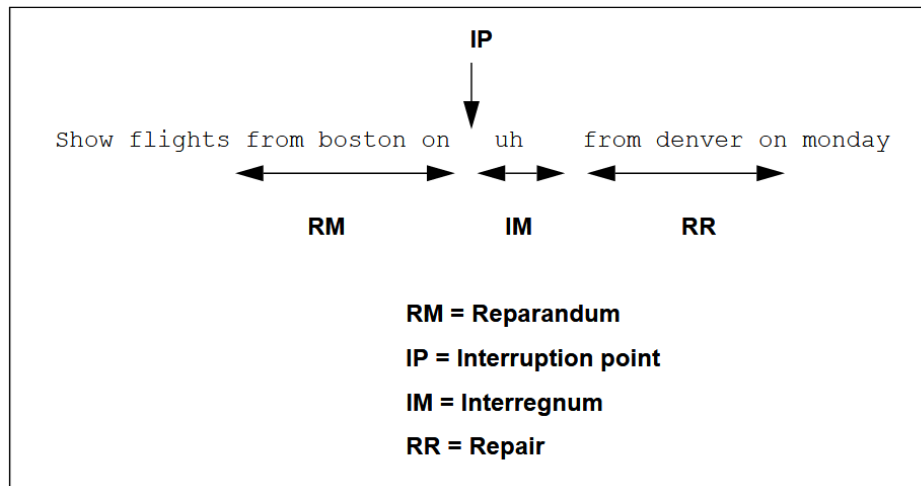 IP
Show flights from boston on uh from denver on monday
RM IM RR
RM = Reparandum
IP = Interruption point
IM = Interregnum
RR = Repair